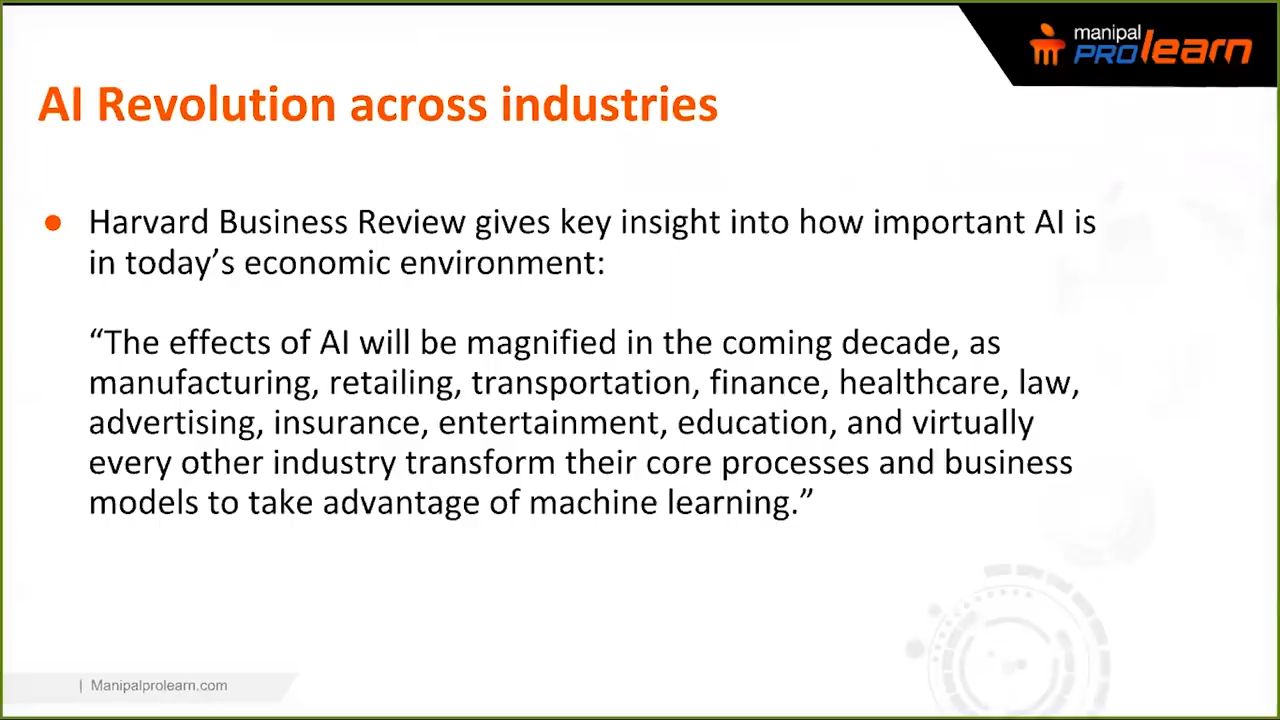 manipal
PROlearn
AI Revolution across industries
● Harvard Business Review gives key insight into how important AI is
in today’s economic environment:
“The effects of AI will be magnified in the coming decade, as
manufacturing, retailing, transportation, finance, healthcare, law,
advertising, insurance, entertainment, education, and virtually
every other industry transform their core processes and business
models to take advantage of machine learning.”
| Manipalprolearn.com